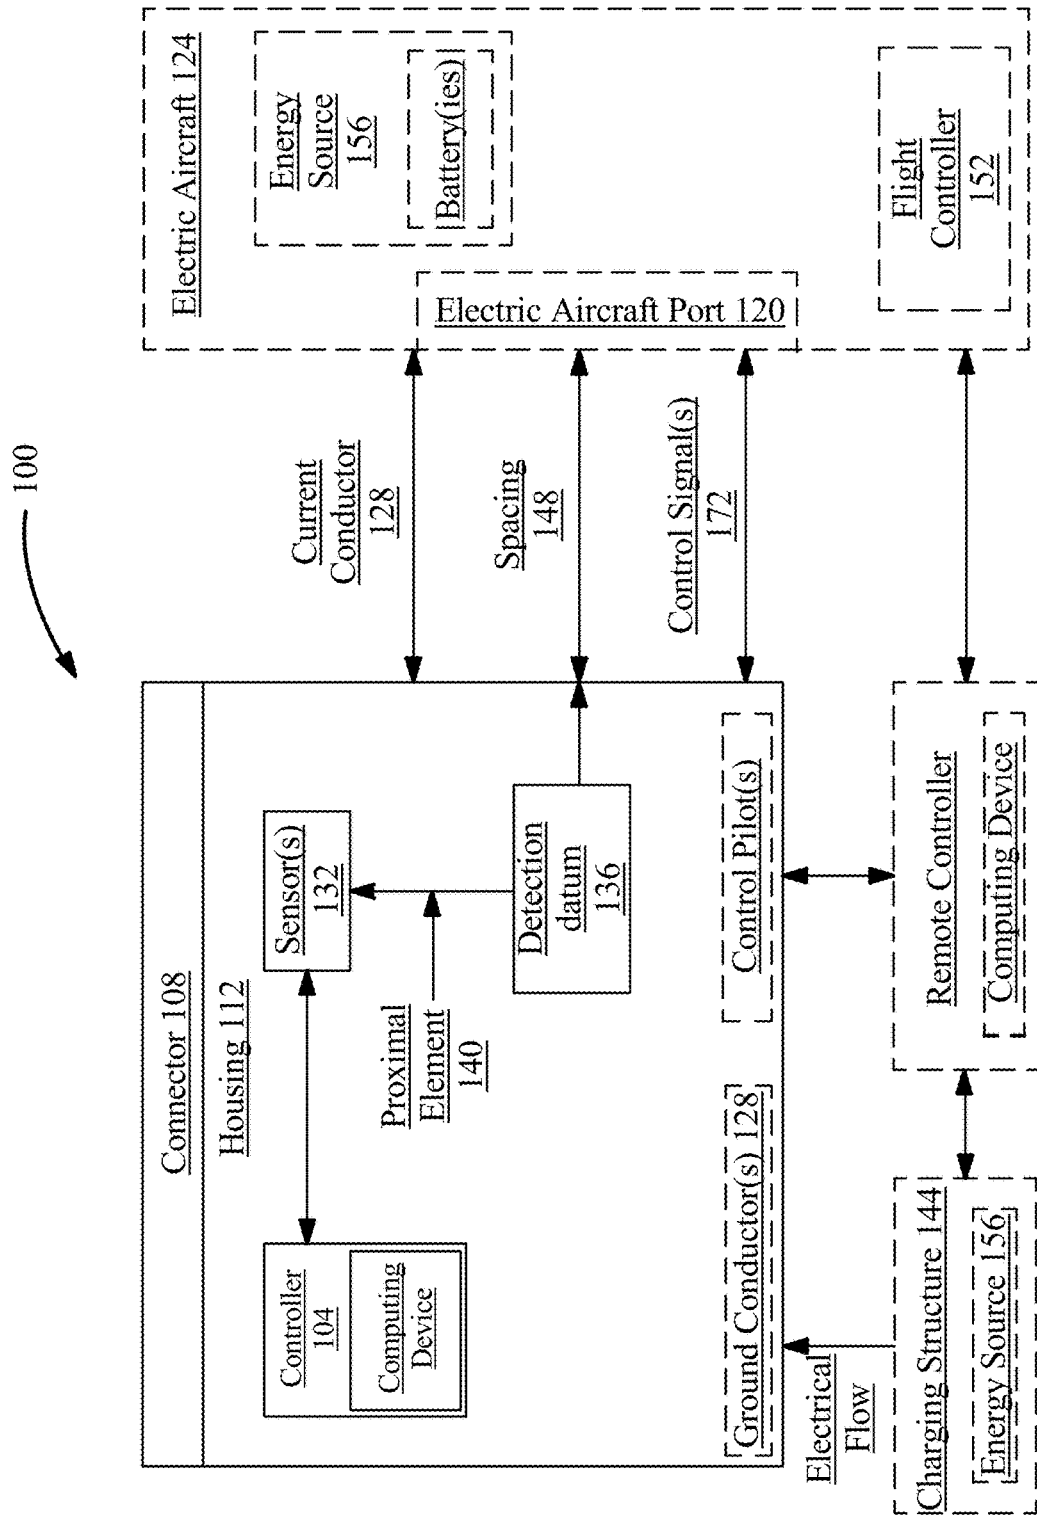 100
Connector 108
Housing 112
Controller
104
Computing
Device
Sensor(s)
132
Proximal
Element
140
Detection
datum
136
Ground Conductor(s) 128
Control Pilot(s)
Current
Conductor
128
Spacing
148
Control Signal(s)
172
Electric Aircraft 124
Energy
Source
156
Battery(ies)
Electric Aircraft Port 120
Flight
Controller
152
Electrical
Flow
Charging Structure 144
Energy Source 156
Remote Controller
Computing Device